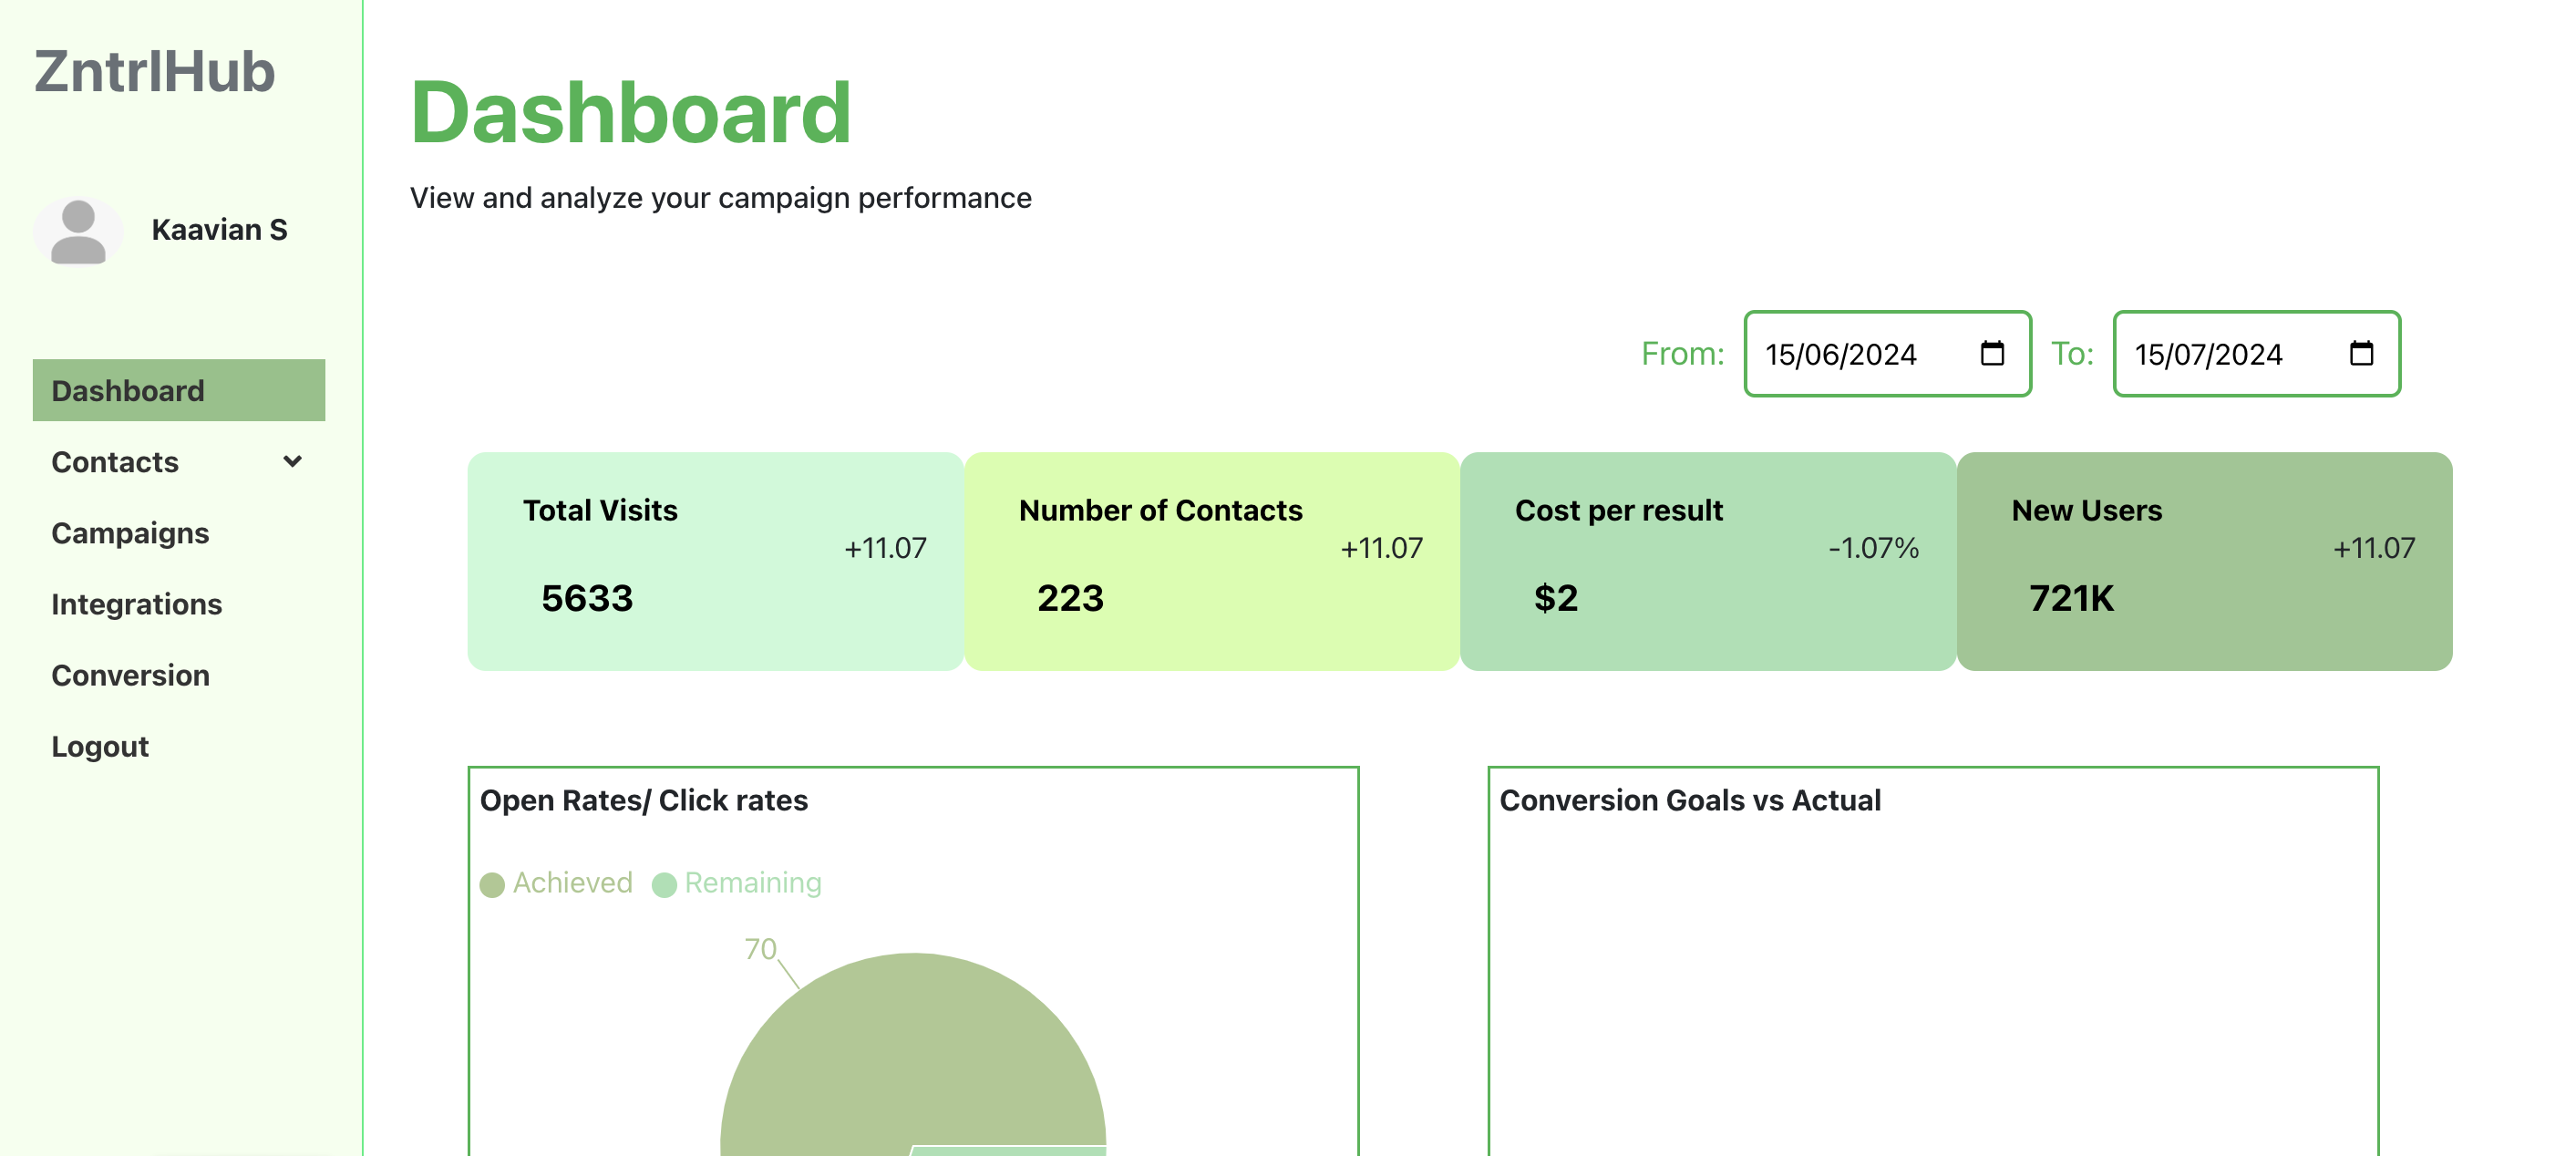 ZntrlHub
Kaavian S
Dashboard
Contacts
Campaigns
Integrations
Conversion
Logout
Dashboard
View and analyze your campaign performance
From: 15/06/2024 To: 15/07/2024
Total Visits
+11.07
5633
Number of Contacts
+11.07
223
Cost per result
-1.07%
$2
New Users
+11.07
721K
Open Rates/ Click rates
Achieved Remaining
70
Conversion Goals vs Actual